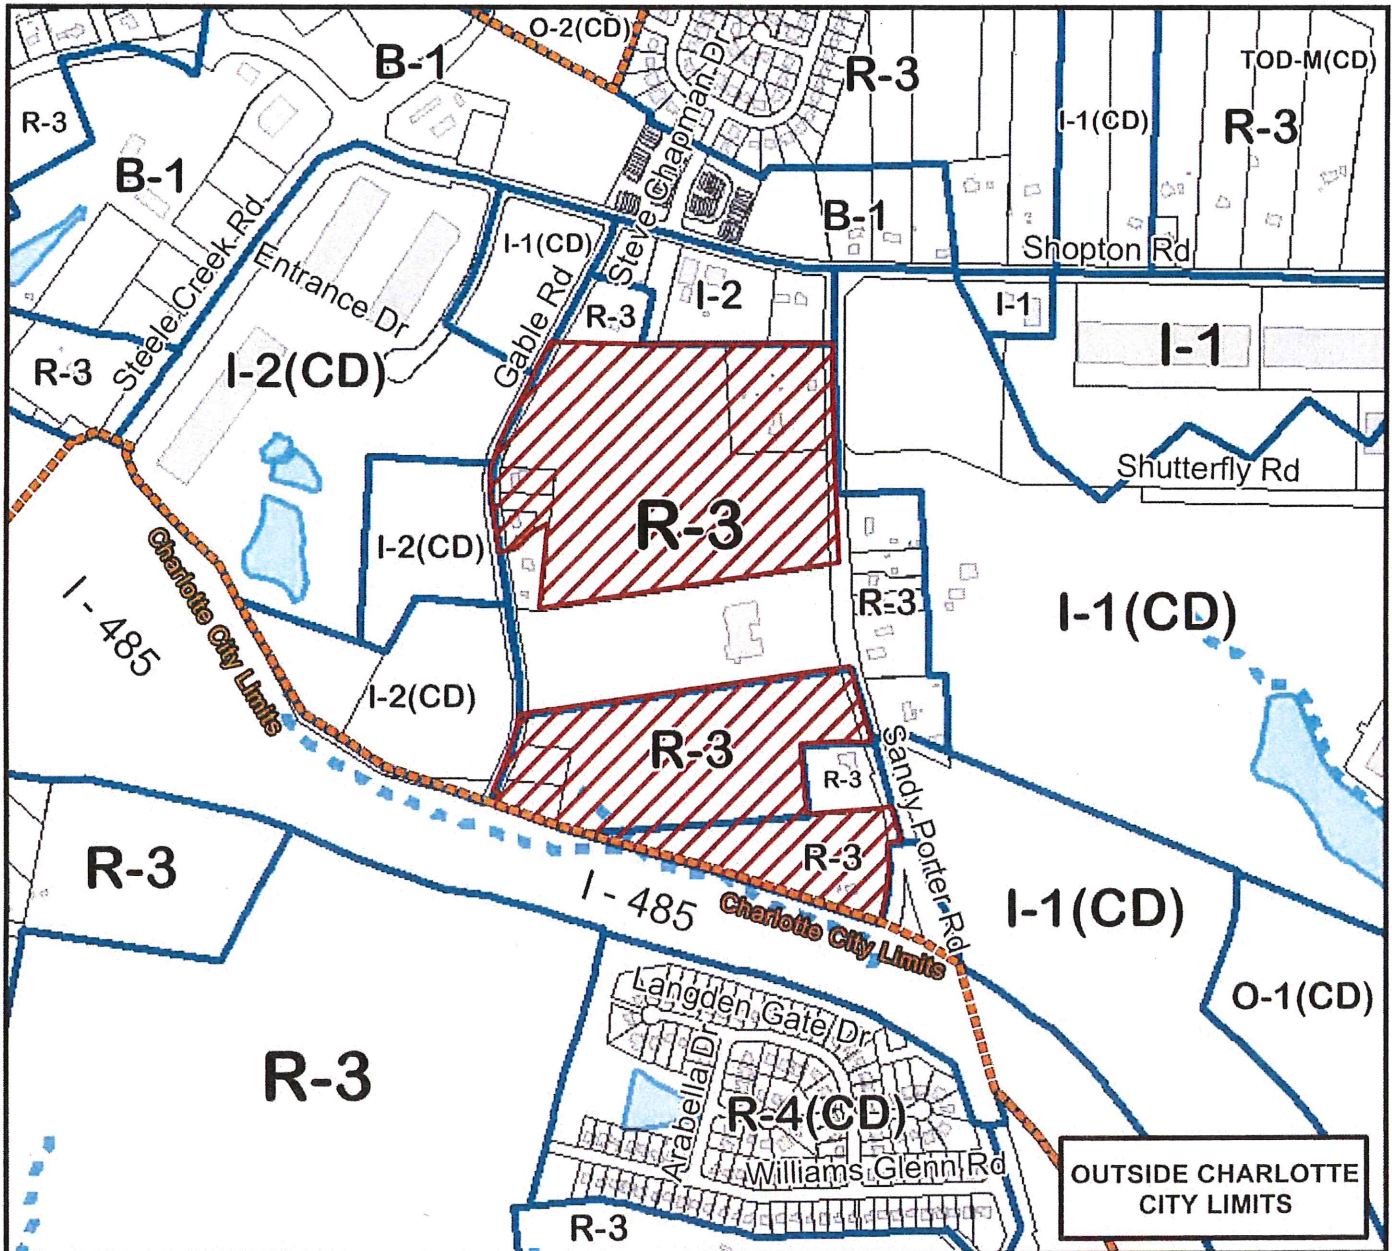 O-2(CD)
B-1
Steve Chapman Dr
R-3
TOD-M(CD)
R-3
I-1(CD)
R-3
B-1
Steele Creek Rd
Entrance Dr
I-1(CD)
Gable Rd
B-1
Shopton Rd
R-3
I-2
I-1
I-1
R-3
I-2(CD)
Shutterfly Rd
R-3
I-2(CD)
Charlotte City Limits
I - 485
R-3
I-1(CD)
I-2(CD)
R-3
R-3
Sandy Porter Rd
R-3
R-3
I - 485
Charlotte City Limits
I-1(CD)
O-1(CD)
Langden Gate Dr
Arabella Dr
R-3
R-4(CD)
Williams Glenn Rd
R-3
OUTSIDE CHARLOTTE
CITY LIMITS